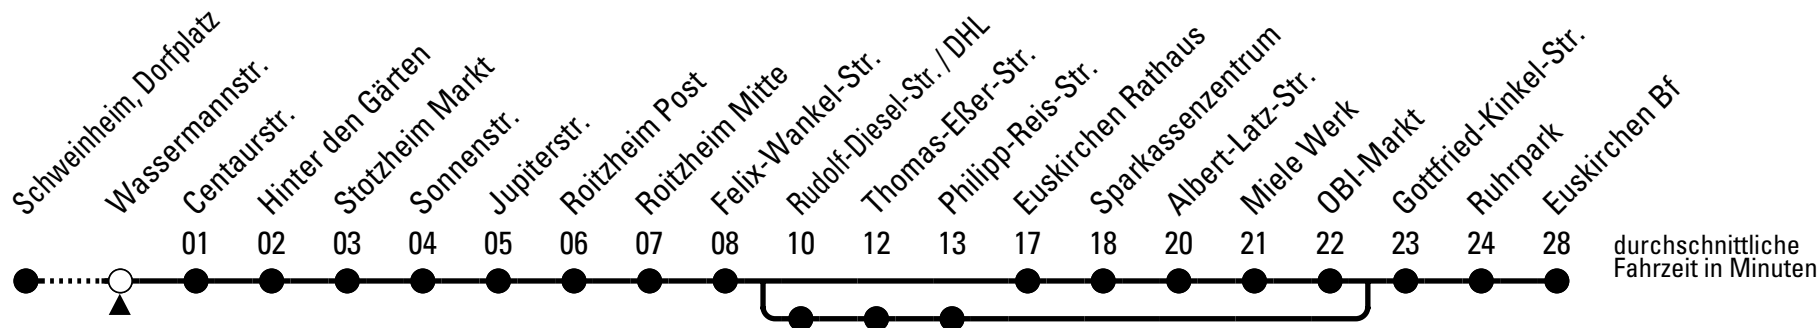 Schweinheim, Dorfplatz
Wassermannstr.
Centaurstr.
Hinter den Gärten
Stotzheim Markt
Sonnenstr.
Jupiterstr.
Roitzheim Post
Roitzheim Mitte
Felix-Wankel-Str.
Rudolf-Diesel-Str. / DHL
Thomas-Eßer-Str.
Philipp-Reis-Str.
Euskirchen Rathaus
Sparkassenzentrum
Albert-Latz-Str.
Miele Werk
OBI-Markt
Gottfried-Kinkel-Str.
Ruhrpark
Euskirchen Bf
01 02 03 04 05 06 07 08 10 12 13 17 18 20 21 22 23 24 28
durchschnittliche
Fahrzeit in Minuten